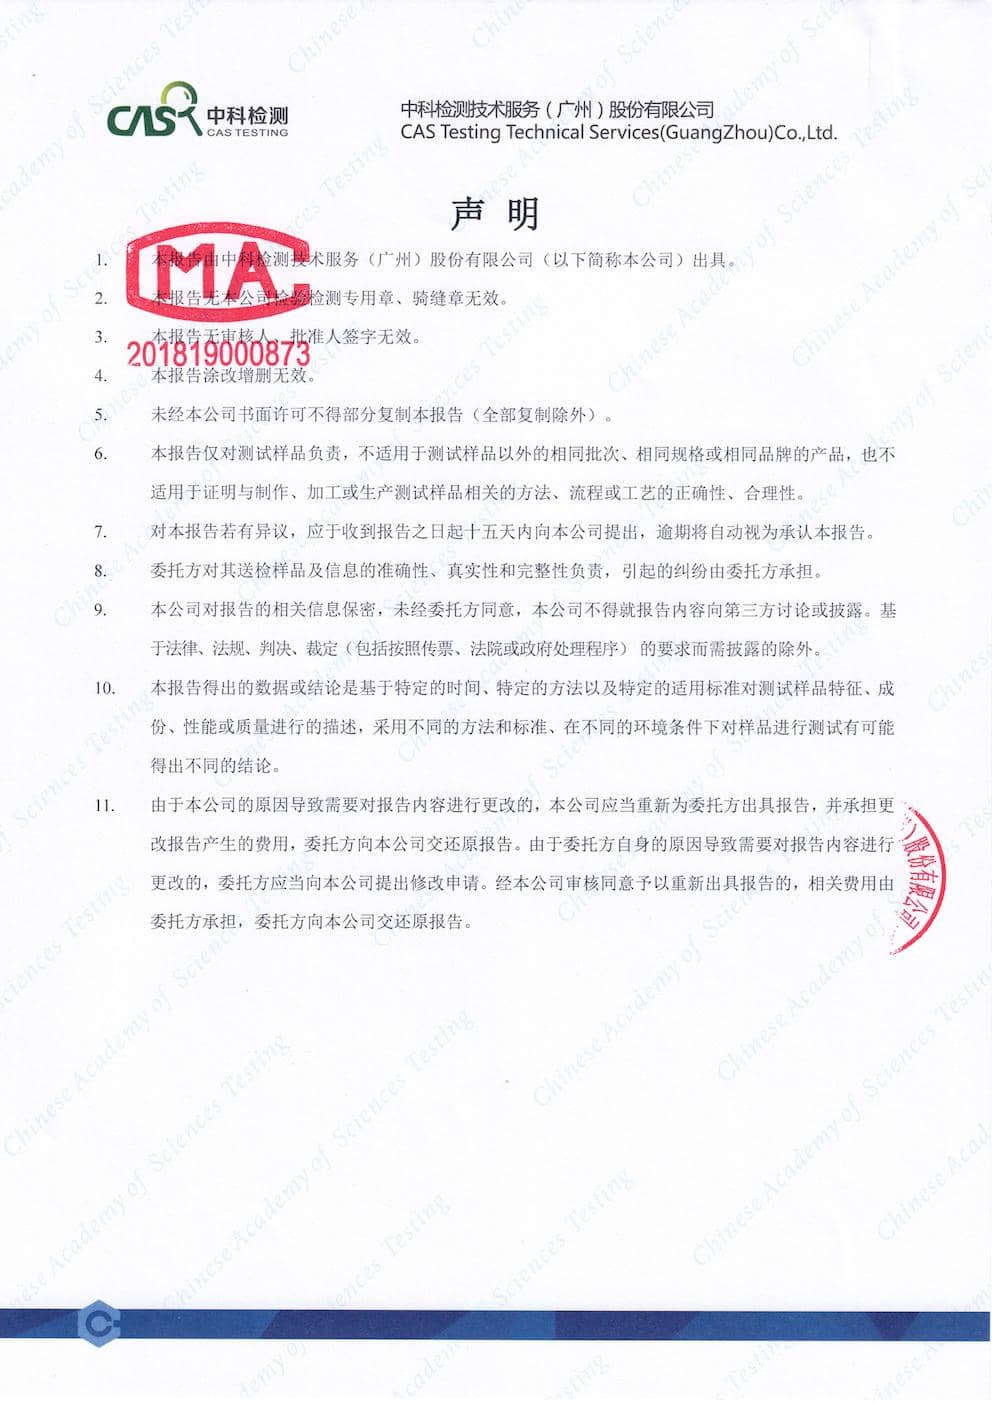 CAS 中科检测
CAS TESTING
中科检测技术服务（广州）股份有限公司
CAS Testing Technical Services(GuangZhou)Co.,Ltd.
声 明
MA
201819000873
1. 本报告由中科检测技术服务（广州）股份有限公司（以下简称本公司）出具。
2. 本报告无本公司检验检测专用章、骑缝章无效。
3. 本报告无审核人、批准人签字无效。
4. 本报告涂改增删无效。
5. 未经本公司书面许可不得部分复制本报告（全部复制除外）。
6. 本报告仅对测试样品负责，不适用于测试样品以外的相同批次、相同规格或相同品牌的产品，也不
适用于证明与制作、加工或生产测试样品相关的方法、流程或工艺的正确性、合理性。
7. 对本报告若有异议，应于收到报告之日起十五天内向本公司提出，逾期将自动视为承认本报告。
8. 委托方对其送检样品及信息的准确性、真实性和完整性负责，引起的纠纷由委托方承担。
9. 本公司对报告的相关信息保密，未经委托方同意，本公司不得就报告内容向第三方讨论或披露。基
于法律、法规、判决、裁定（包括按照传票、法院或政府处理程序） 的要求而需披露的除外。
10. 本报告得出的数据或结论是基于特定的时间、特定的方法以及特定的适用标准对测试样品特征、成
份、性能或质量进行的描述，采用不同的方法和标准、在不同的环境条件下对样品进行测试有可能
得出不同的结论。
11. 由于本公司的原因导致需要对报告内容进行更改的，本公司应当重新为委托方出具报告，并承担更
改报告产生的费用，委托方向本公司交还原报告。由于委托方自身的原因导致需要对报告内容进行
更改的，委托方应当向本公司提出修改申请。经本公司审核同意予以重新出具报告的，相关费用由
委托方承担，委托方向本公司交还原报告。
）股份有限公司
Chinese Academy of Sciences Testing